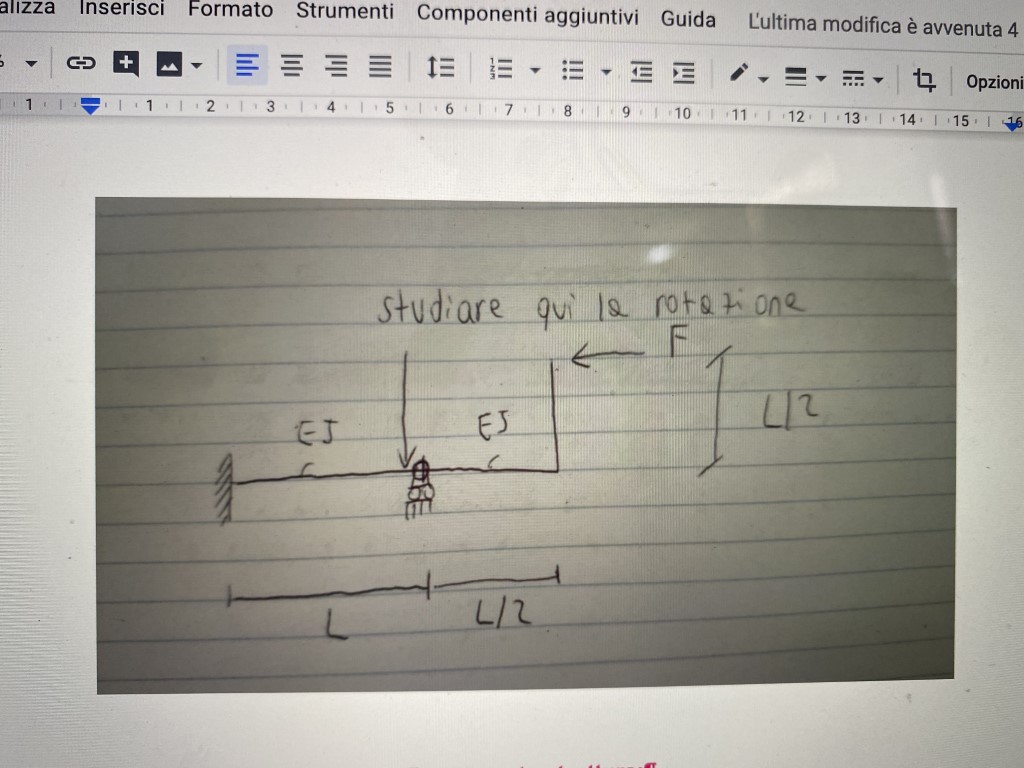 alizza Inserisci Formato Strumenti Componenti aggiuntivi Guida L'ultima modifica è avvenuta 4
Opzioni
1 1 2 3 4 5 6 7 8 9 10 11 12 13 14 15 16
studiare qui la rotazione
F
L/2
EJ EJ
L L/2